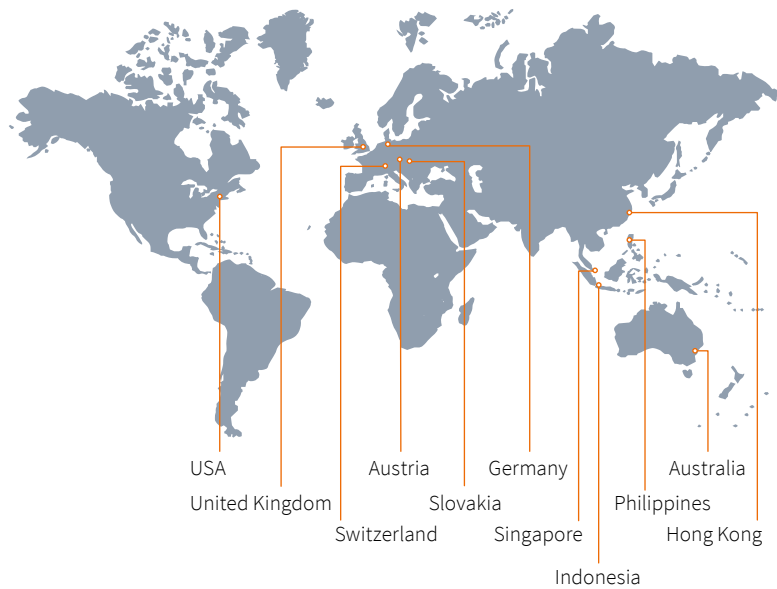 USA
Austria
Germany
Australia
United Kingdom
Slovakia
Philippines
Switzerland
Singapore
Hong Kong
Indonesia